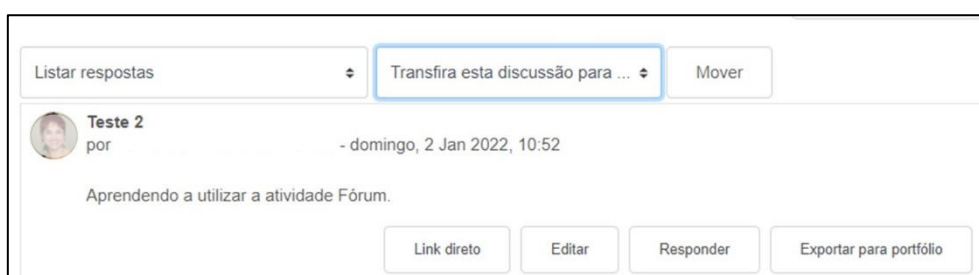 Listar respostas Transfira esta discussão para ... Mover
Teste 2
por - domingo, 2 Jan 2022, 10:52
Aprendendo a utilizar a atividade Fórum.
Link direto Editar Responder Exportar para portfólio